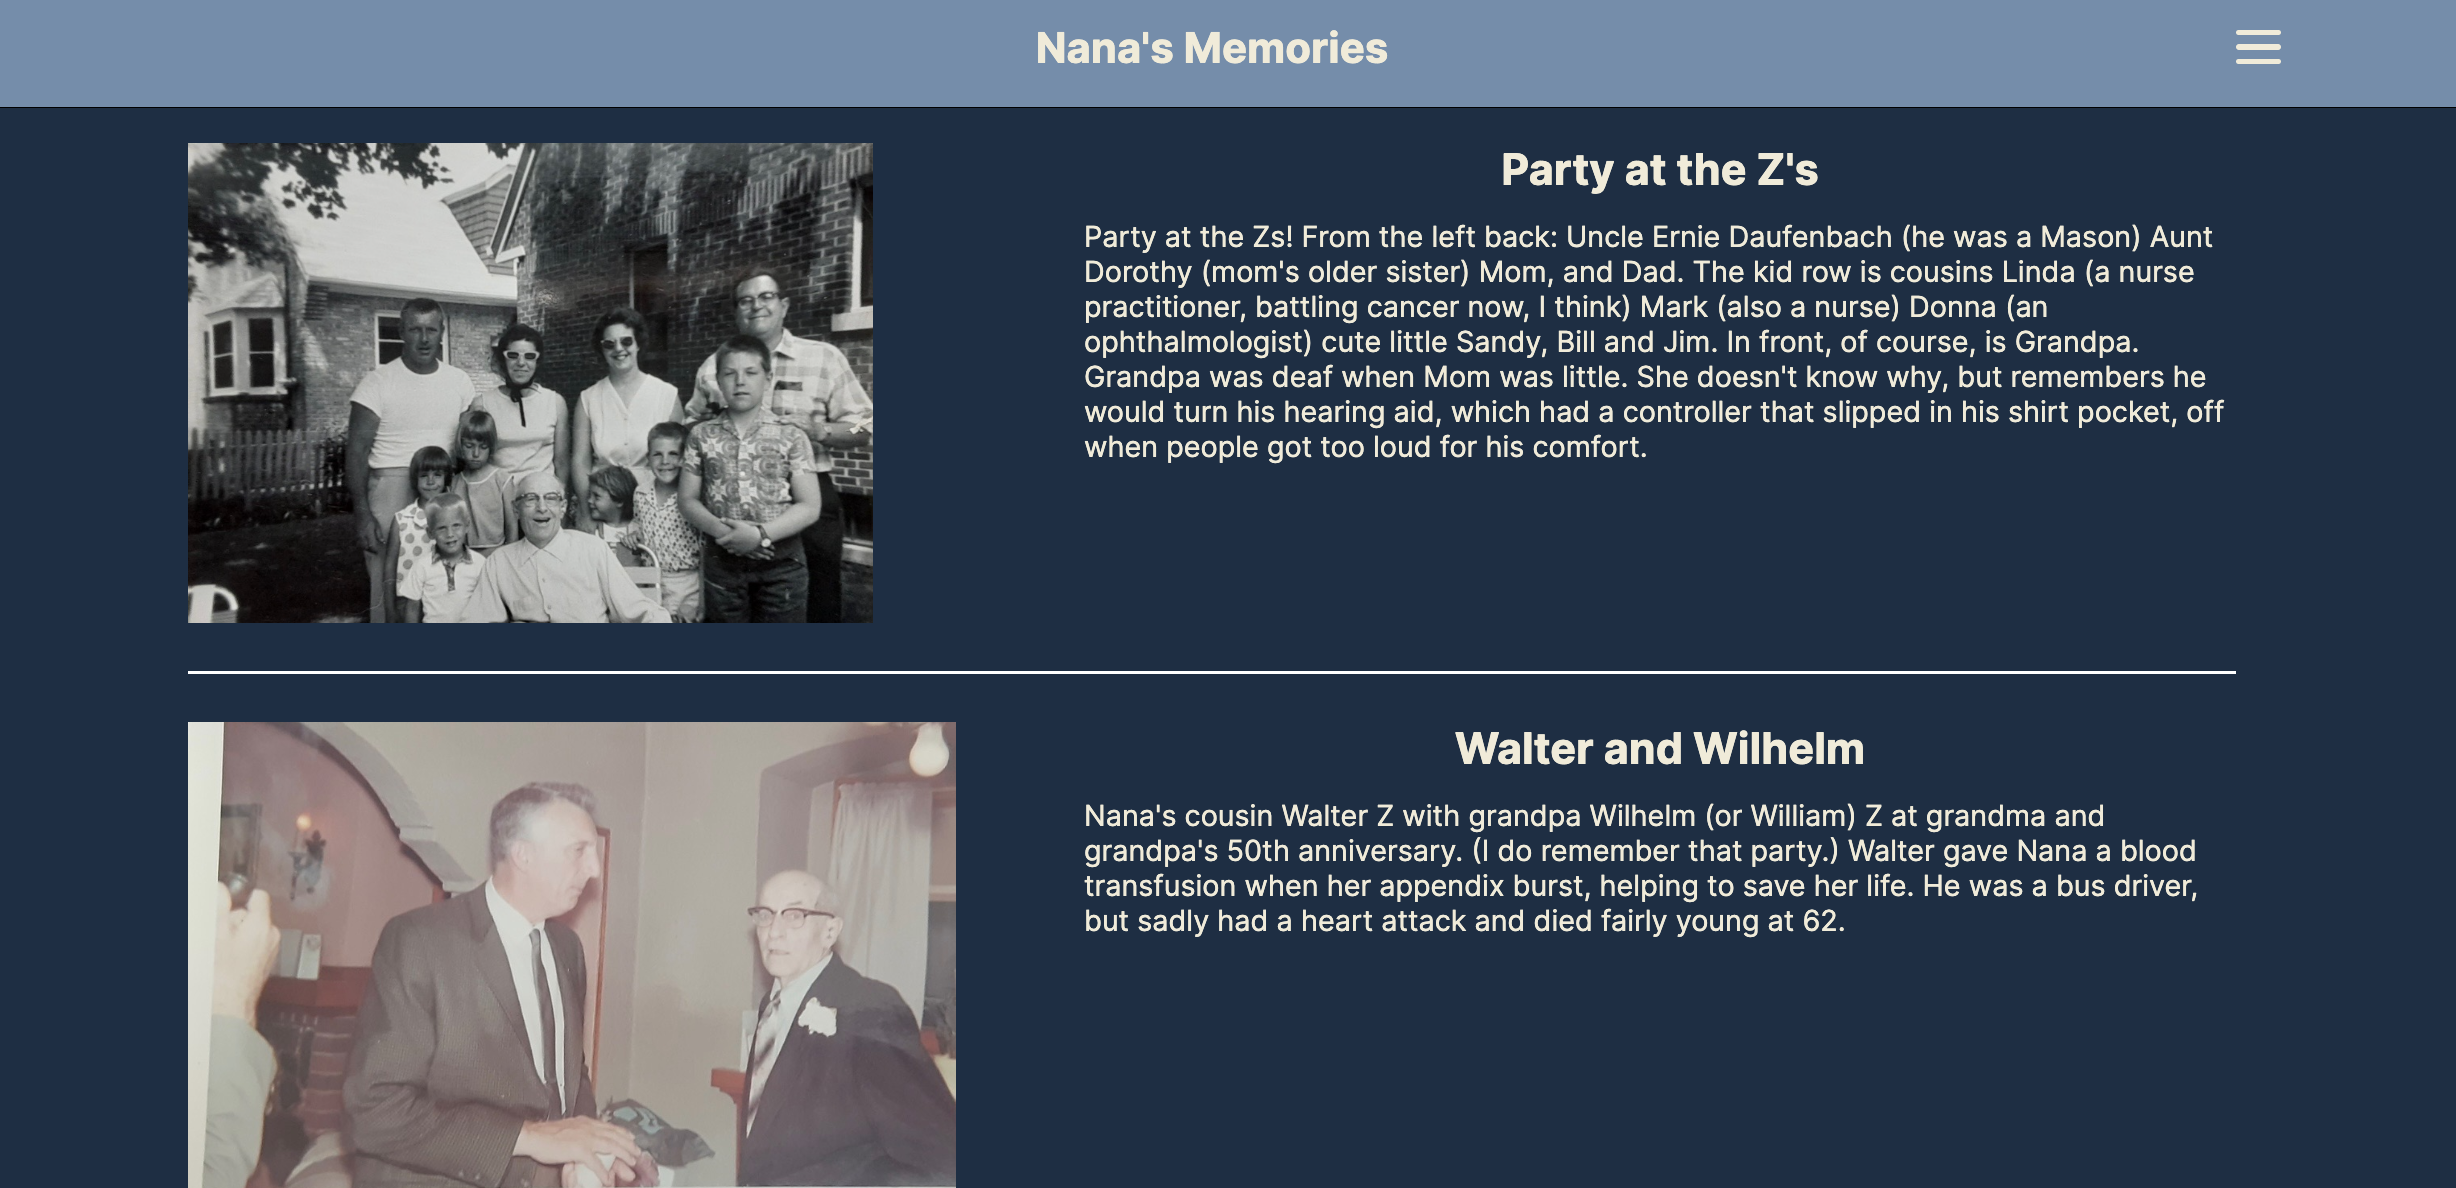 Nana's Memories
Party at the Z's
Party at the Zs! From the left back: Uncle Ernie Daufenbach (he was a Mason) Aunt
Dorothy (mom's older sister) Mom, and Dad. The kid row is cousins Linda (a nurse
practitioner, battling cancer now, I think) Mark (also a nurse) Donna (an
ophthalmologist) cute little Sandy, Bill and Jim. In front, of course, is Grandpa.
Grandpa was deaf when Mom was little. She doesn't know why, but remembers he
would turn his hearing aid, which had a controller that slipped in his shirt pocket, off
when people got too loud for his comfort.
Walter and Wilhelm
Nana's cousin Walter Z with grandpa Wilhelm (or William) Z at grandma and
grandpa's 50th anniversary. (I do remember that party.) Walter gave Nana a blood
transfusion when her appendix burst, helping to save her life. He was a bus driver,
but sadly had a heart attack and died fairly young at 62.